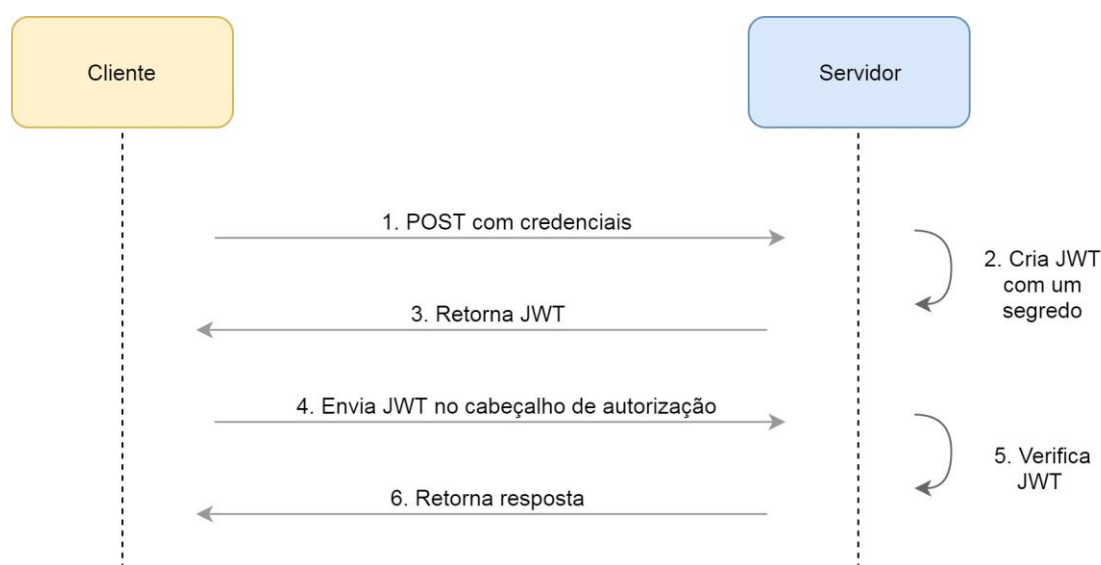 Cliente
Servidor
1. POST com credenciais
2. Cria JWT
com um
segredo
3. Retorna JWT
4. Envia JWT no cabeçalho de autorização
5. Verifica
JWT
6. Retorna resposta